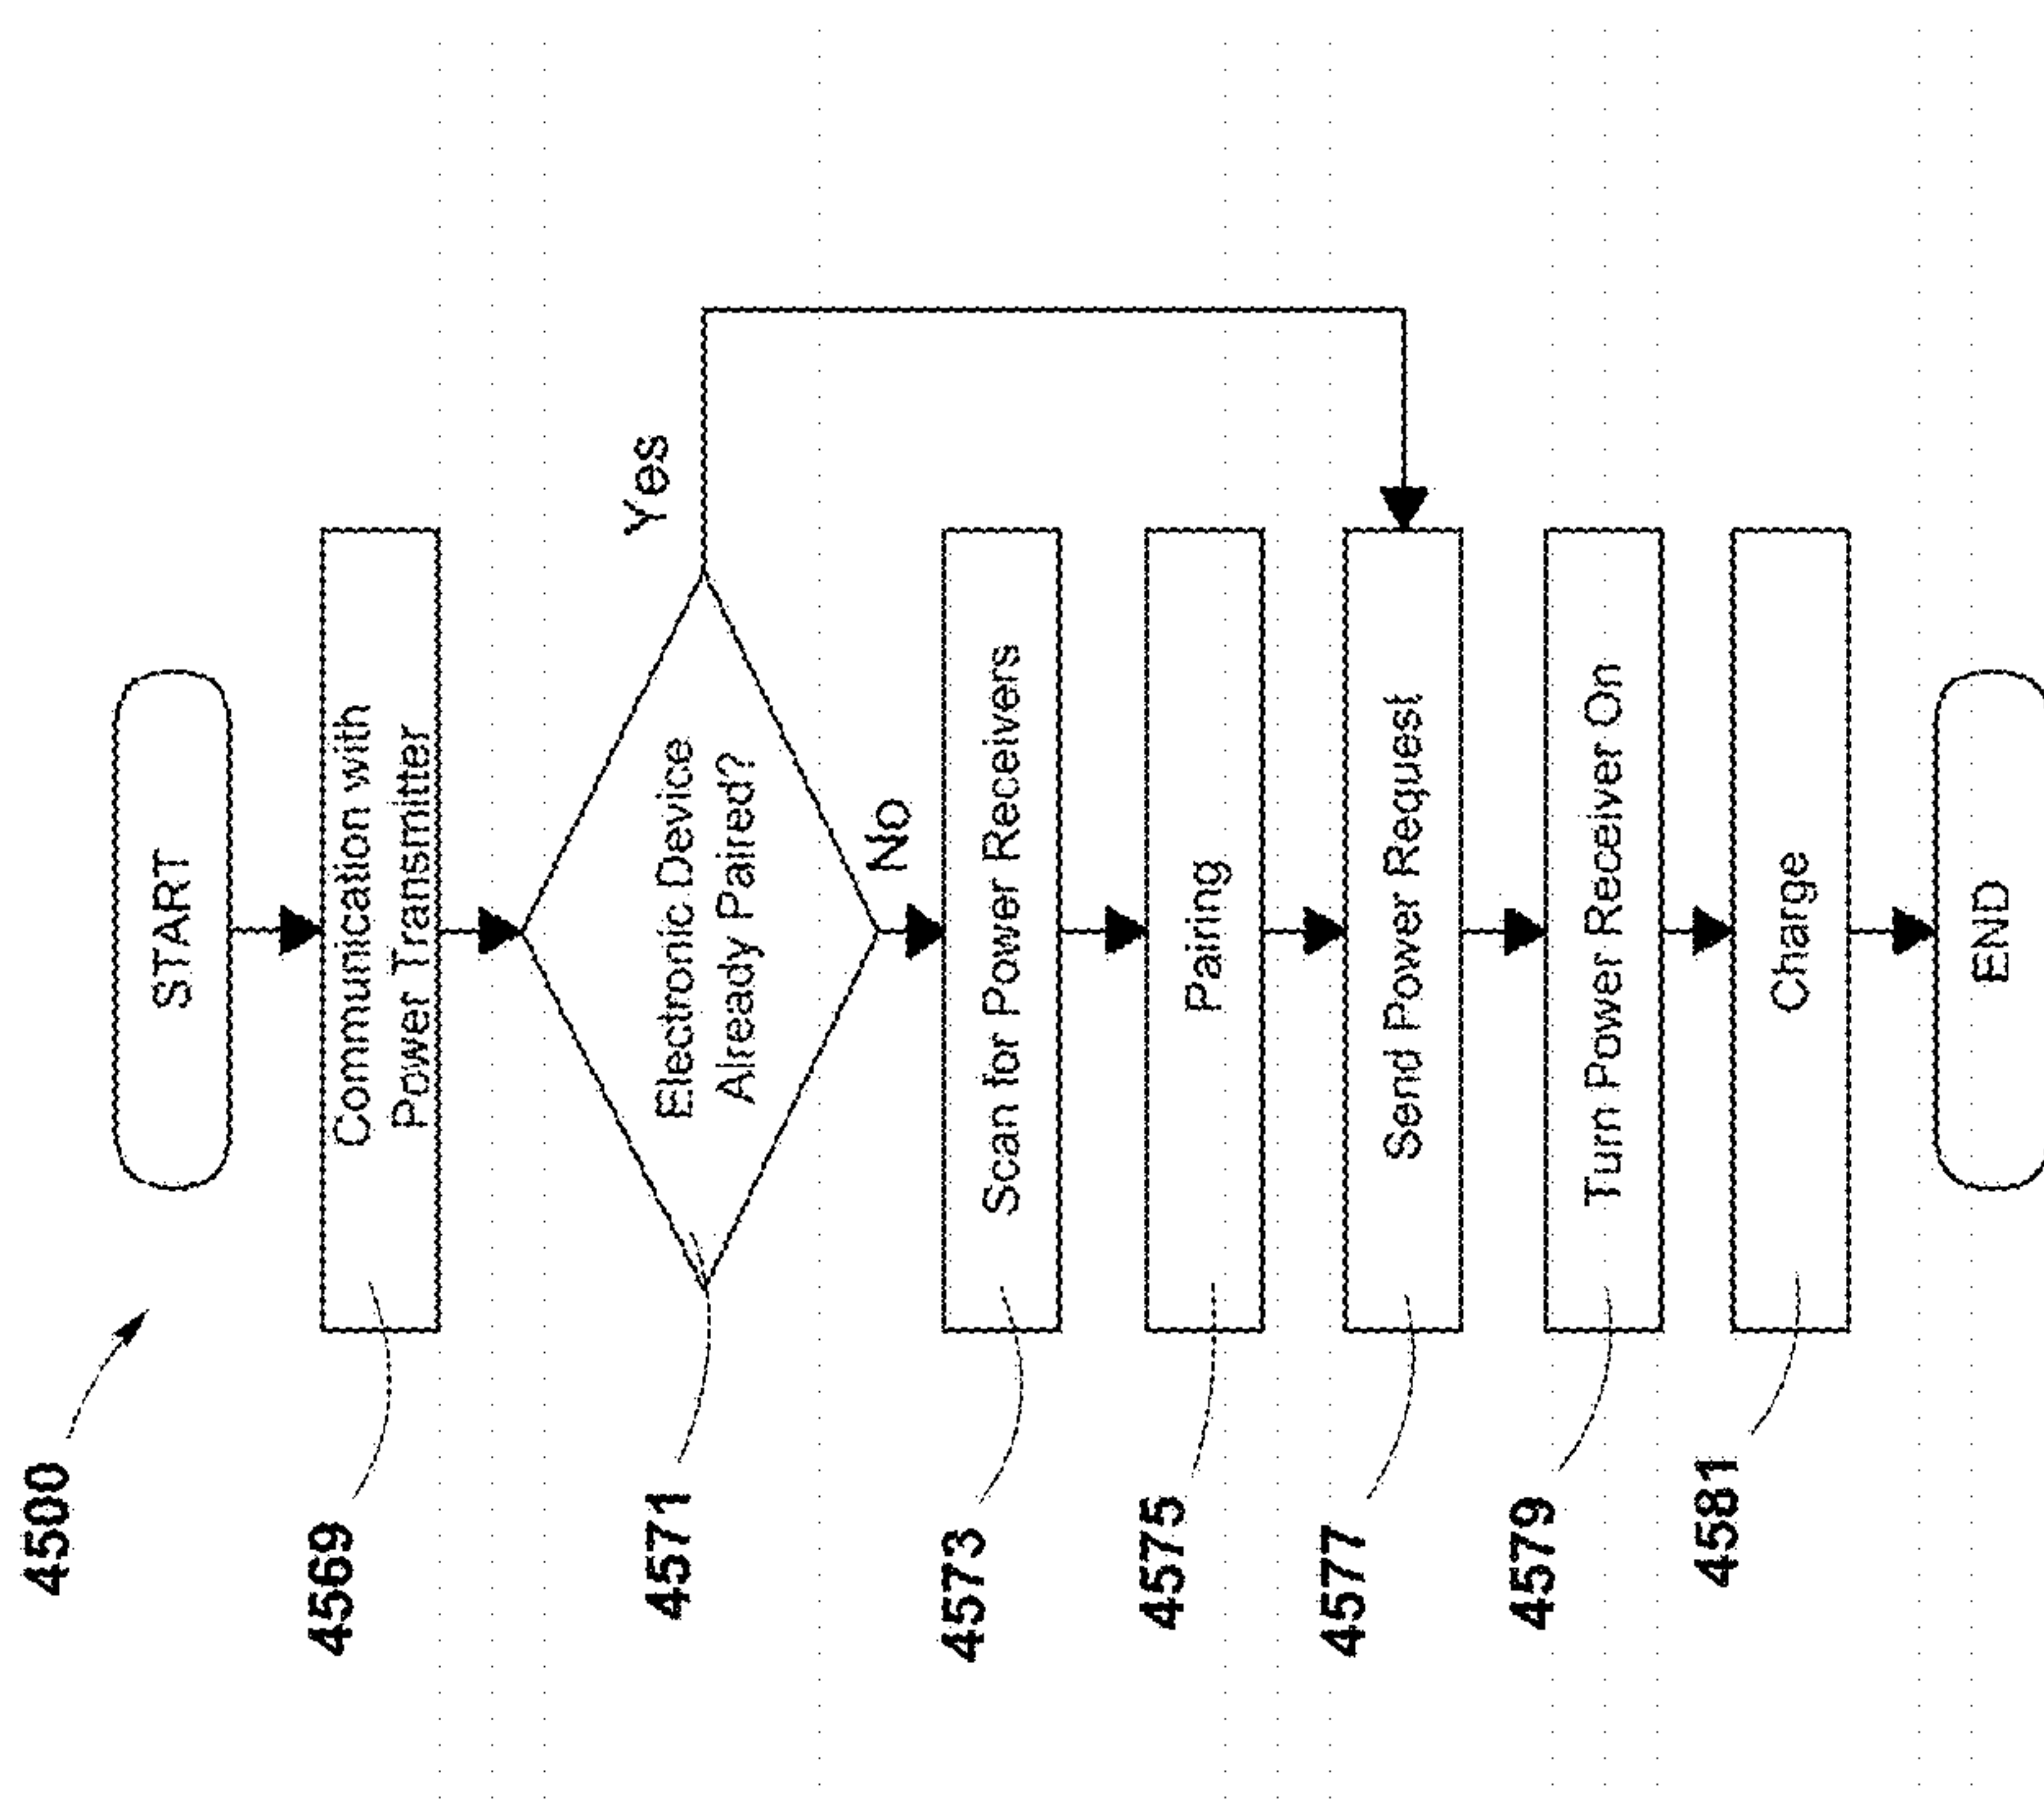 4500
START
4569
Communication with
Power Transmitter
4571
Electronic Device
Already Paired?
Yes
No
4573
Scan for Power Receivers
4575
Pairing
4577
Send Power Request
4579
Turn Power Receiver On
4581
Charge
END